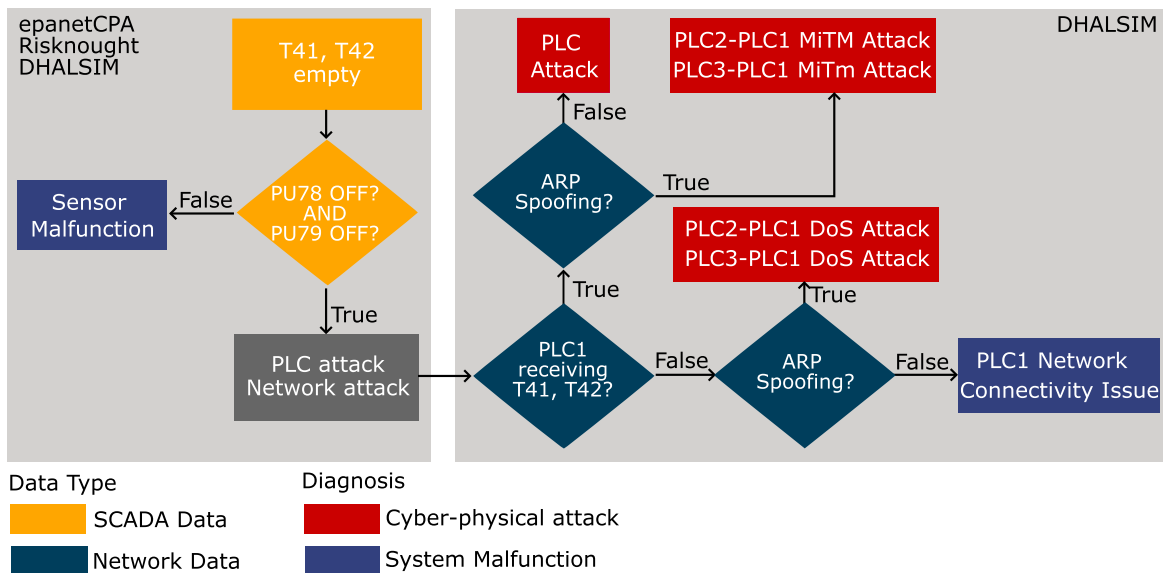 epanetCPA
Risknought
DHALSIM
T41, T42
empty
PU78 OFF?
AND
PU79 OFF?
False
Sensor
Malfunction
True
PLC attack
Network attack
DHALSIM
PLC
Attack
PLC2-PLC1 MiTM Attack
PLC3-PLC1 MiTm Attack
False
ARP
Spoofing?
True
PLC2-PLC1 DoS Attack
PLC3-PLC1 DoS Attack
True
True
PLC1
receiving
T41, T42?
False
ARP
Spoofing?
False
PLC1 Network
Connectivity Issue
Data Type
SCADA Data
Network Data
Diagnosis
Cyber-physical attack
System Malfunction